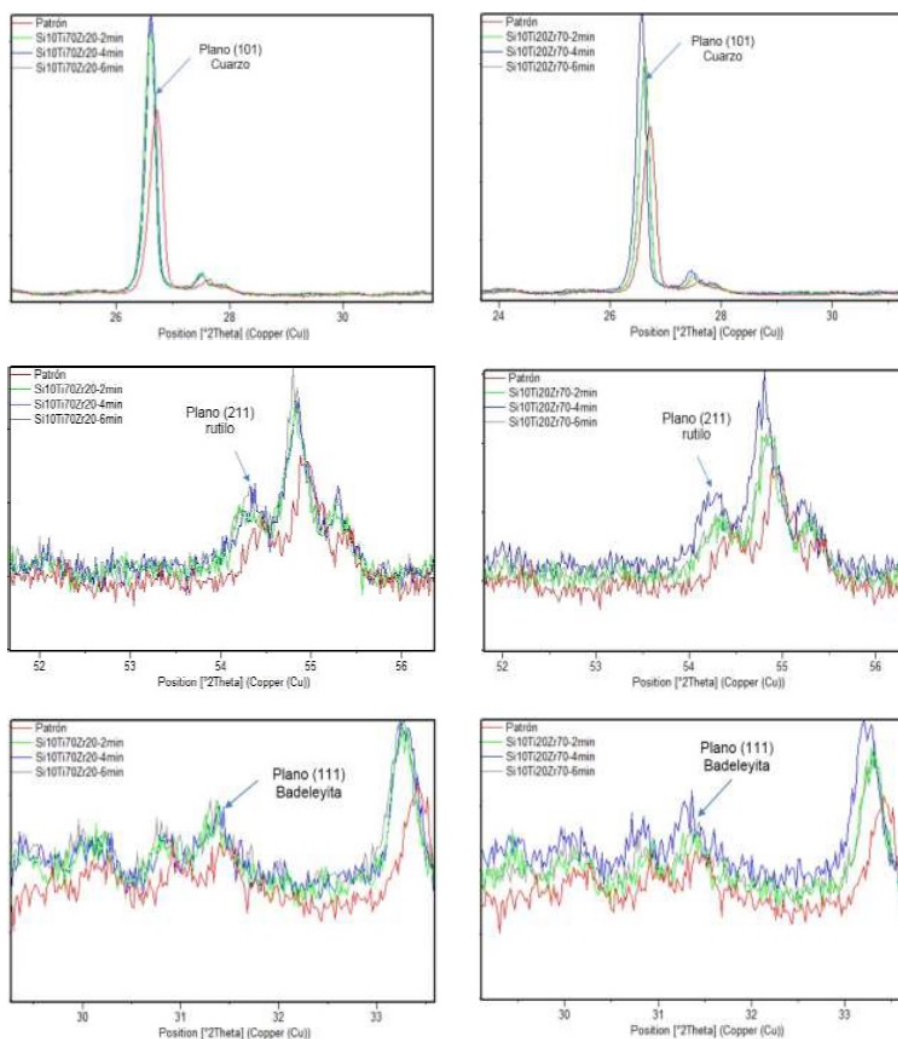 Patrón
Si10Ti70Zr20-2min
Si10Ti70Zr20-4min
Si10Ti70Zr20-6min
Plano (101)
Cuarzo
26
28
30
Position [°2Theta] (Copper (Cu))
Patrón
Si10Ti20Zr70-2min
Si10Ti20Zr70-4min
Si10Ti20Zr70-6min
Plano (101)
Cuarzo
24
26
28
30
Position [°2Theta] (Copper (Cu))
Patrón
Si10Ti70Zr20-2min
Si10Ti70Zr20-4min
Si10Ti70Zr20-6min
Plano (211)
rutilo
52
53
54
55
56
Position [°2Theta] (Copper (Cu))
Patrón
Si10Ti20Zr70-2min
Si10Ti20Zr70-4min
Si10Ti20Zr70-6min
Plano (211)
rutilo
52
53
54
55
56
Position [°2Theta] (Copper (Cu))
Patrón
Si10Ti70Zr20-2min
Si10Ti70Zr20-4min
Si10Ti70Zr20-6min
Plano (111)
Badeleyita
30
31
32
33
Position [°2Theta] (Copper (Cu))
Patrón
Si10Ti20Zr70-2min
Si10Ti20Zr70-4min
Si10Ti20Zr70-6min
Plano (111)
Badeleyita
30
31
32
33
Position [°2Theta] (Copper (Cu))